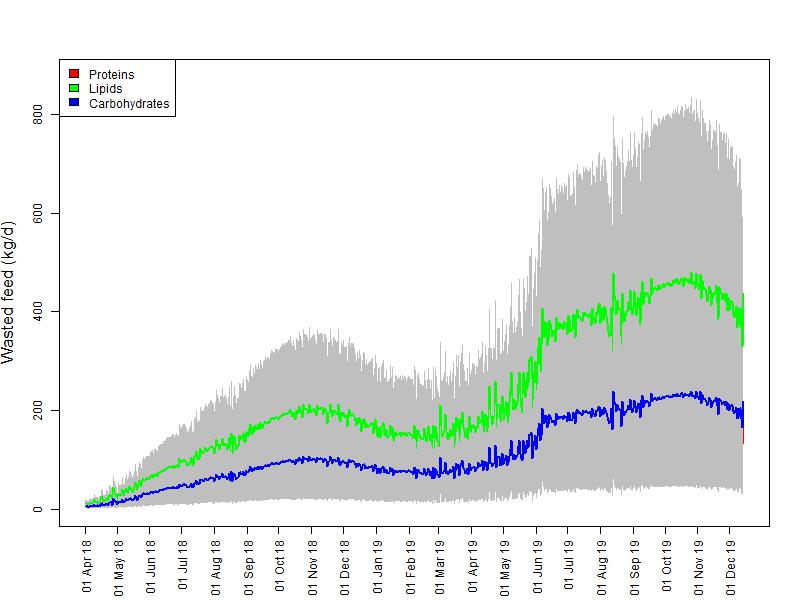 Proteins
Lipids
Carbohydrates
Wasted feed (kg/d)
800
600
400
200
0
01 Apr 18
01 May 18
01 Jun 18
01 Jul 18
01 Aug 18
01 Sep 18
01 Oct 18
01 Nov 18
01 Dec 18
01 Jan 19
01 Feb 19
01 Mar 19
01 Apr 19
01 May 19
01 Jun 19
01 Jul 19
01 Aug 19
01 Sep 19
01 Oct 19
01 Nov 19
01 Dec 19